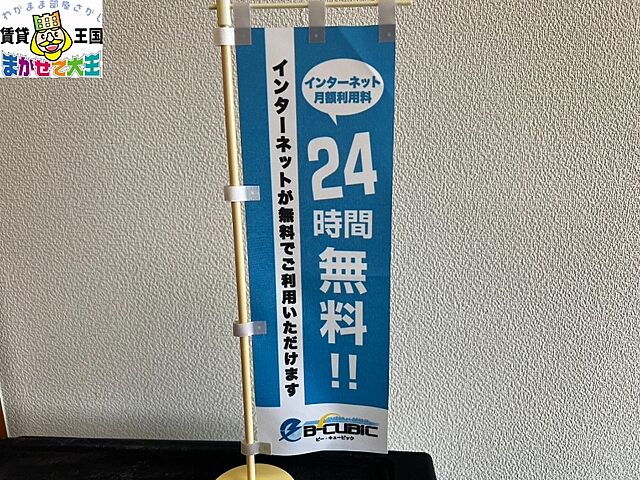 わがまま部屋さがし
賃貸王国
まかせて大王
インターネット
月額利用料
24
時間
無料!!
インターネットが無料でご利用いただけます
B-CUBIC
ビー・キュービック